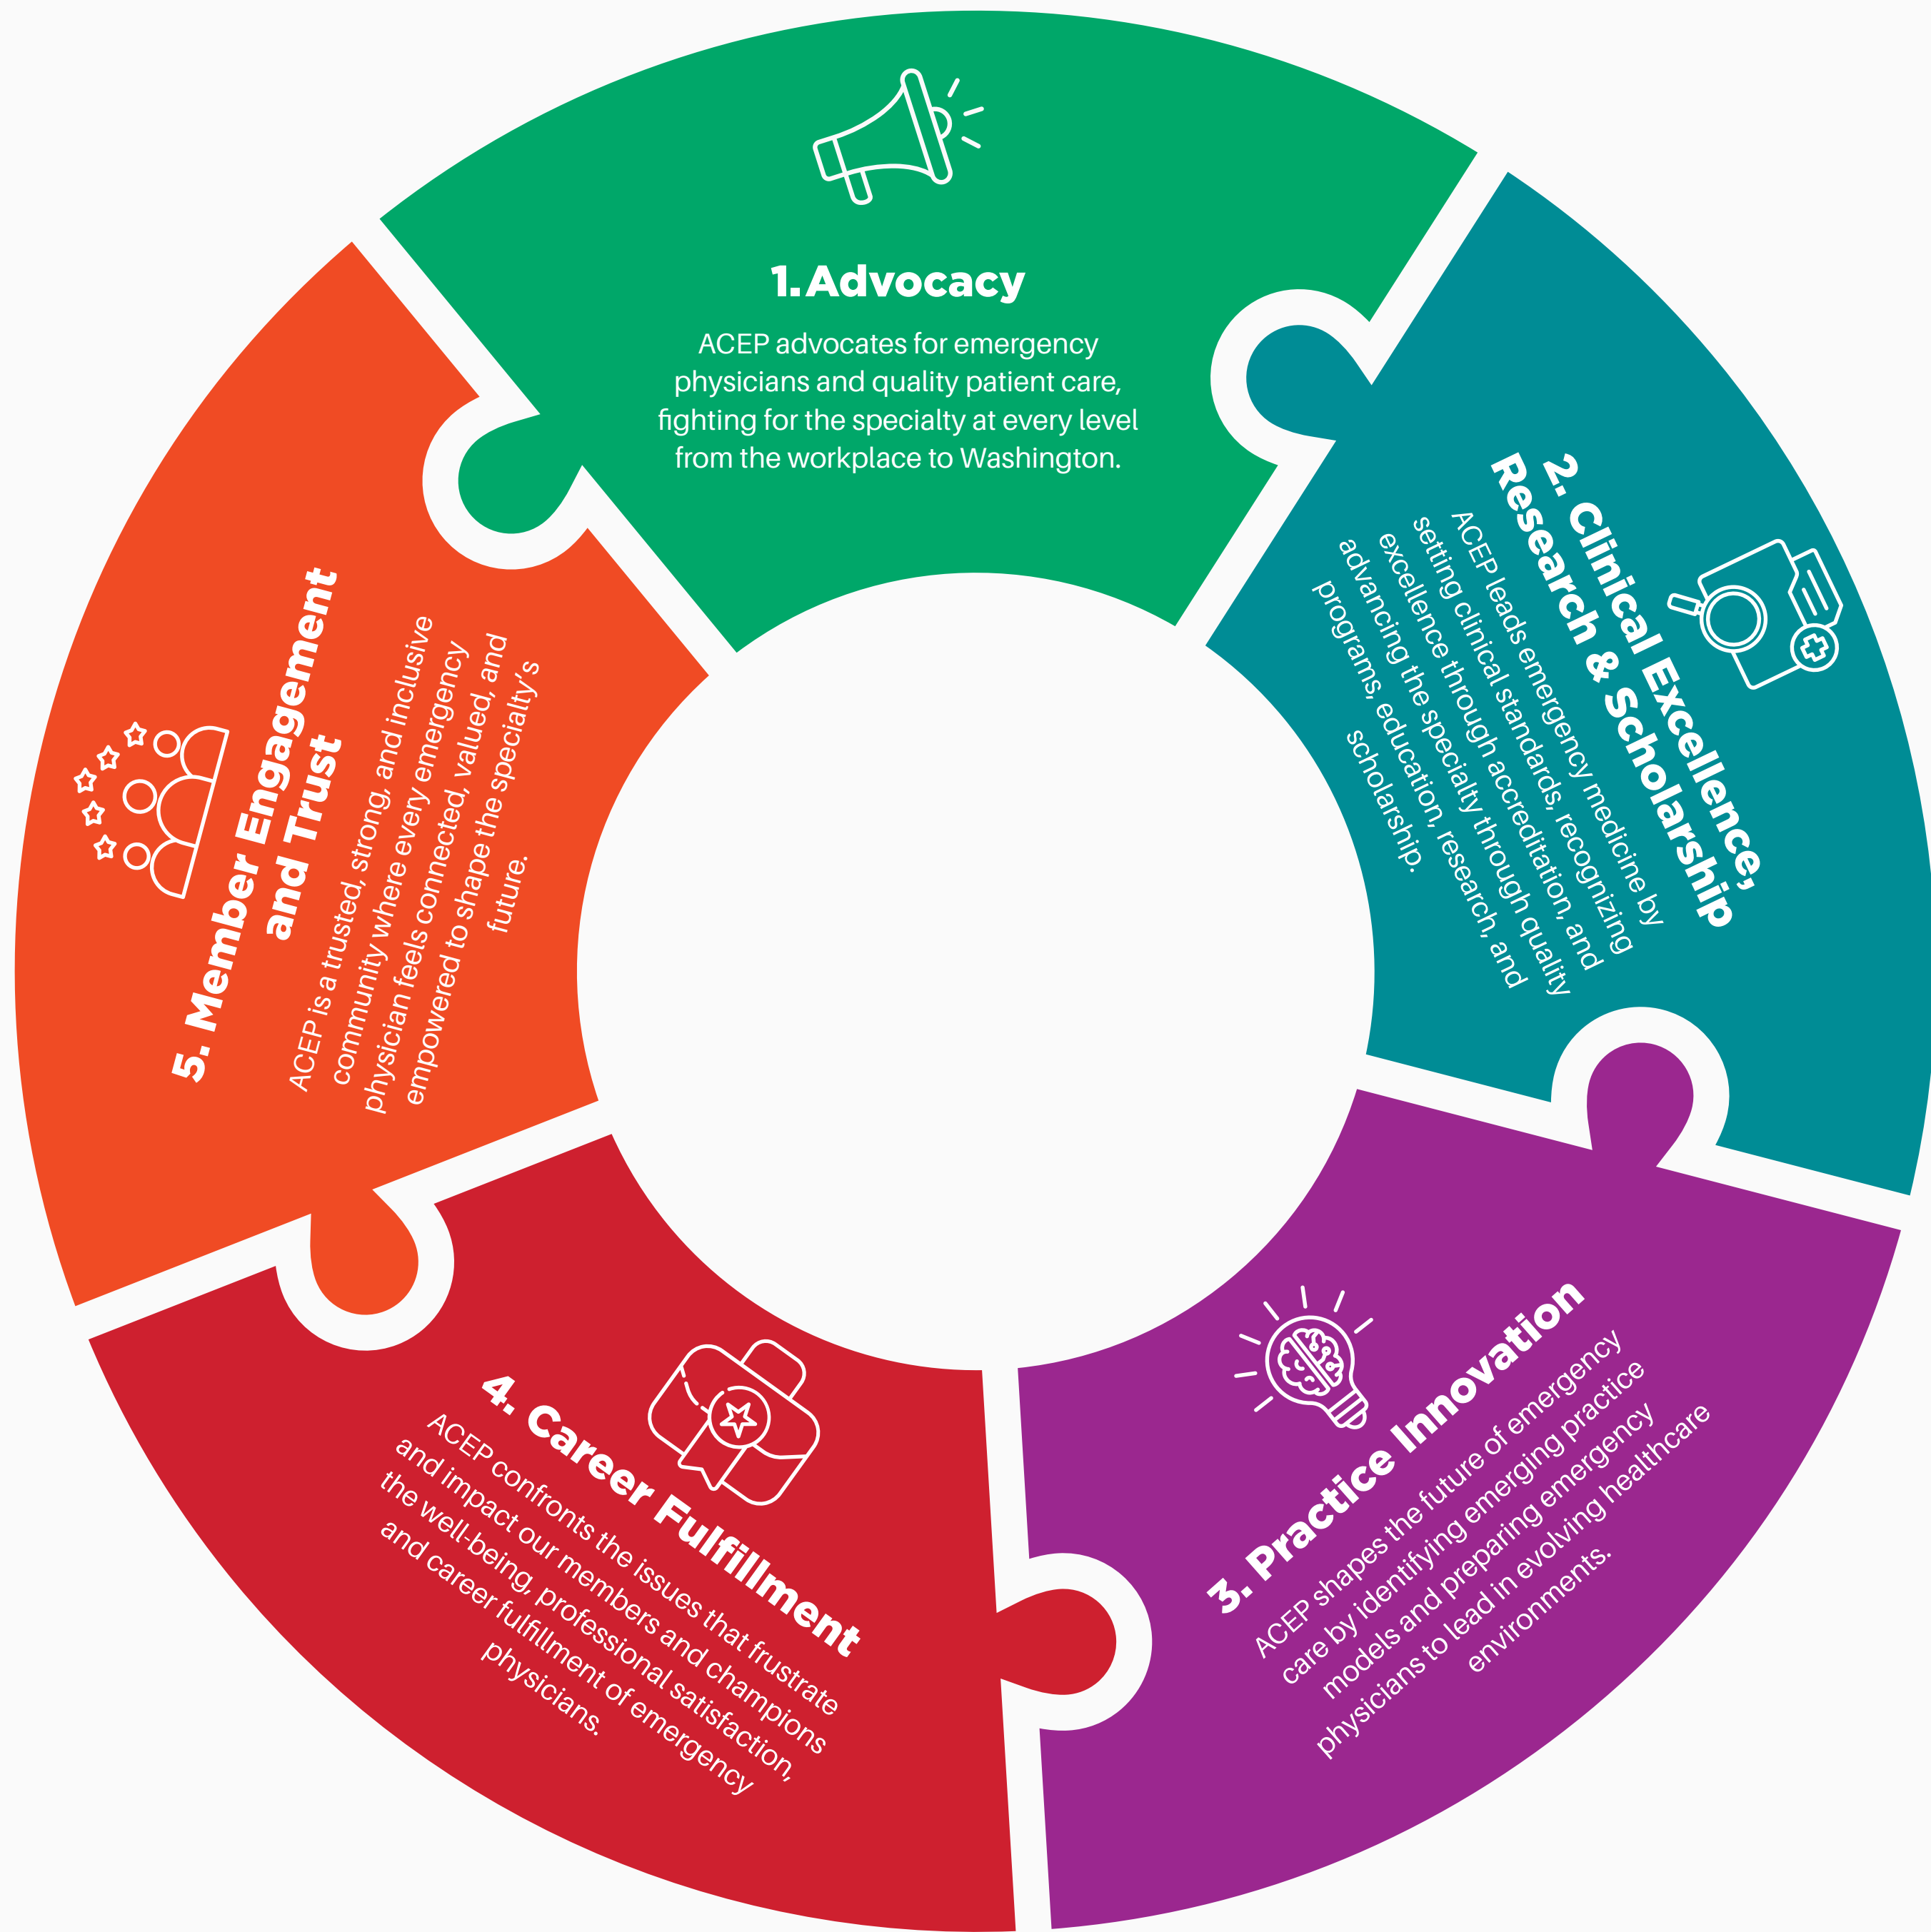 1. Advocacy
ACEP advocates for emergency
physicians and quality patient care,
fighting for the specialty at every level
from the workplace to Washington.
2. Clinical Excellence,
Research & Scholarship
ACEP leads emergency medicine by
setting clinical standards, recognizing
excellence through accreditation, and
advancing the specialty through quality
programs, education, research, and
scholarship.
3. Practice Innovation
ACEP shapes the future of emergency
care by identifying emerging practice
models and preparing emergency
physicians to lead in evolving healthcare
environments.
4. Career Fulfillment
ACEP confronts the issues that frustrate
and impact our members and champions
the well-being, professional satisfaction,
and career fulfillment of emergency
physicians.
5. Member Engagement
and Trust
ACEP is a trusted, strong, and inclusive
community where every emergency
physician feels connected, valued, and
empowered to shape the specialty's
future.